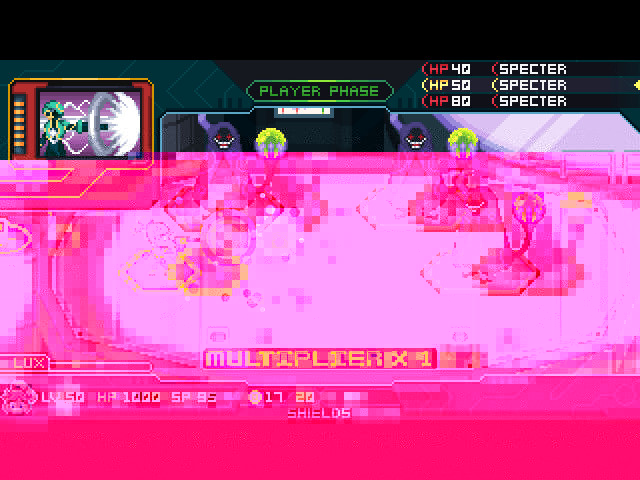 HP 40 SPECTER
PLAYER PHASE HP 50 SPECTER
HP 80 SPECTER
MULTIPLIER X 1
LUX
LV 50 HP 1000 SP 95 17 20
SHIELDS